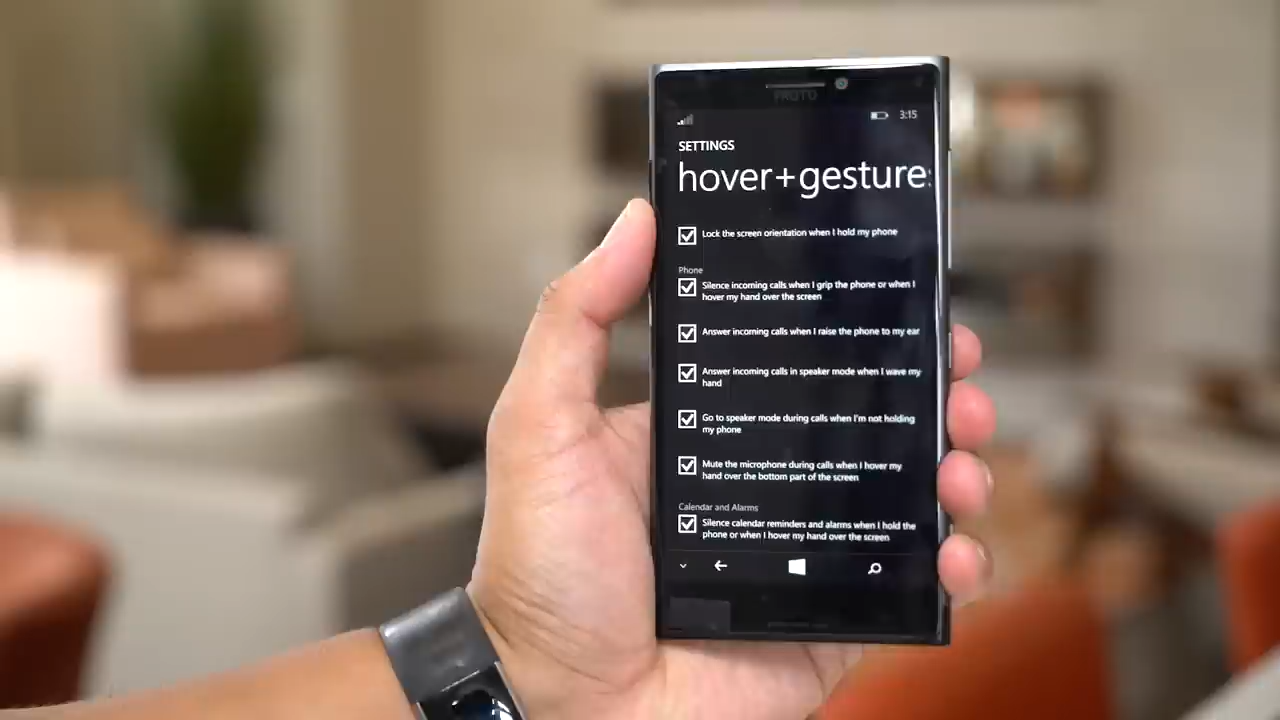 PROTO
3:15
SETTINGS
hover+gestures
Lock the screen orientation when I hold my phone
Phone
Silence incoming calls when I grip the phone or when I
hover my hand over the screen
Answer incoming calls when I raise the phone to my ear
Answer incoming calls in speaker mode when I wave my
hand
Go to speaker mode during calls when I'm not holding
my phone
Mute the microphone during calls when I hover my
hand over the bottom part of the screen
Calendar and Alarms
Silence calendar reminders and alarms when I hold the
phone or when I hover my hand over the screen